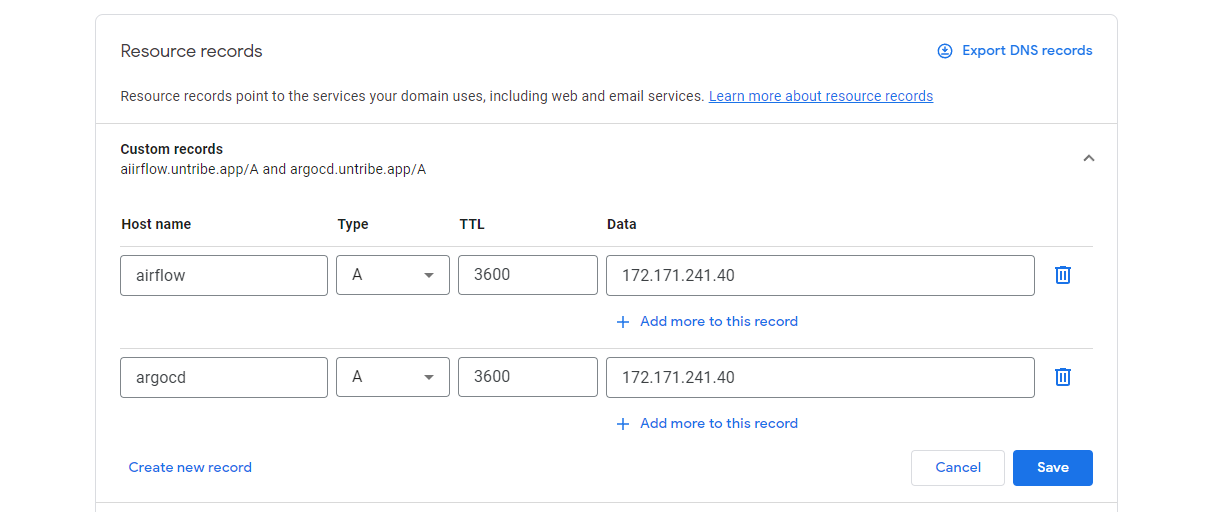 Resource records
Export DNS records
Resource records point to the services your domain uses, including web and email services. Learn more about resource records
Custom records
aiirflow.untribe.app/A and argocd.untribe.app/A
Host name Type TTL Data
airflow A 3600 172.171.241.40
Add more to this record
argocd A 3600 172.171.241.40
Add more to this record
Create new record Cancel Save